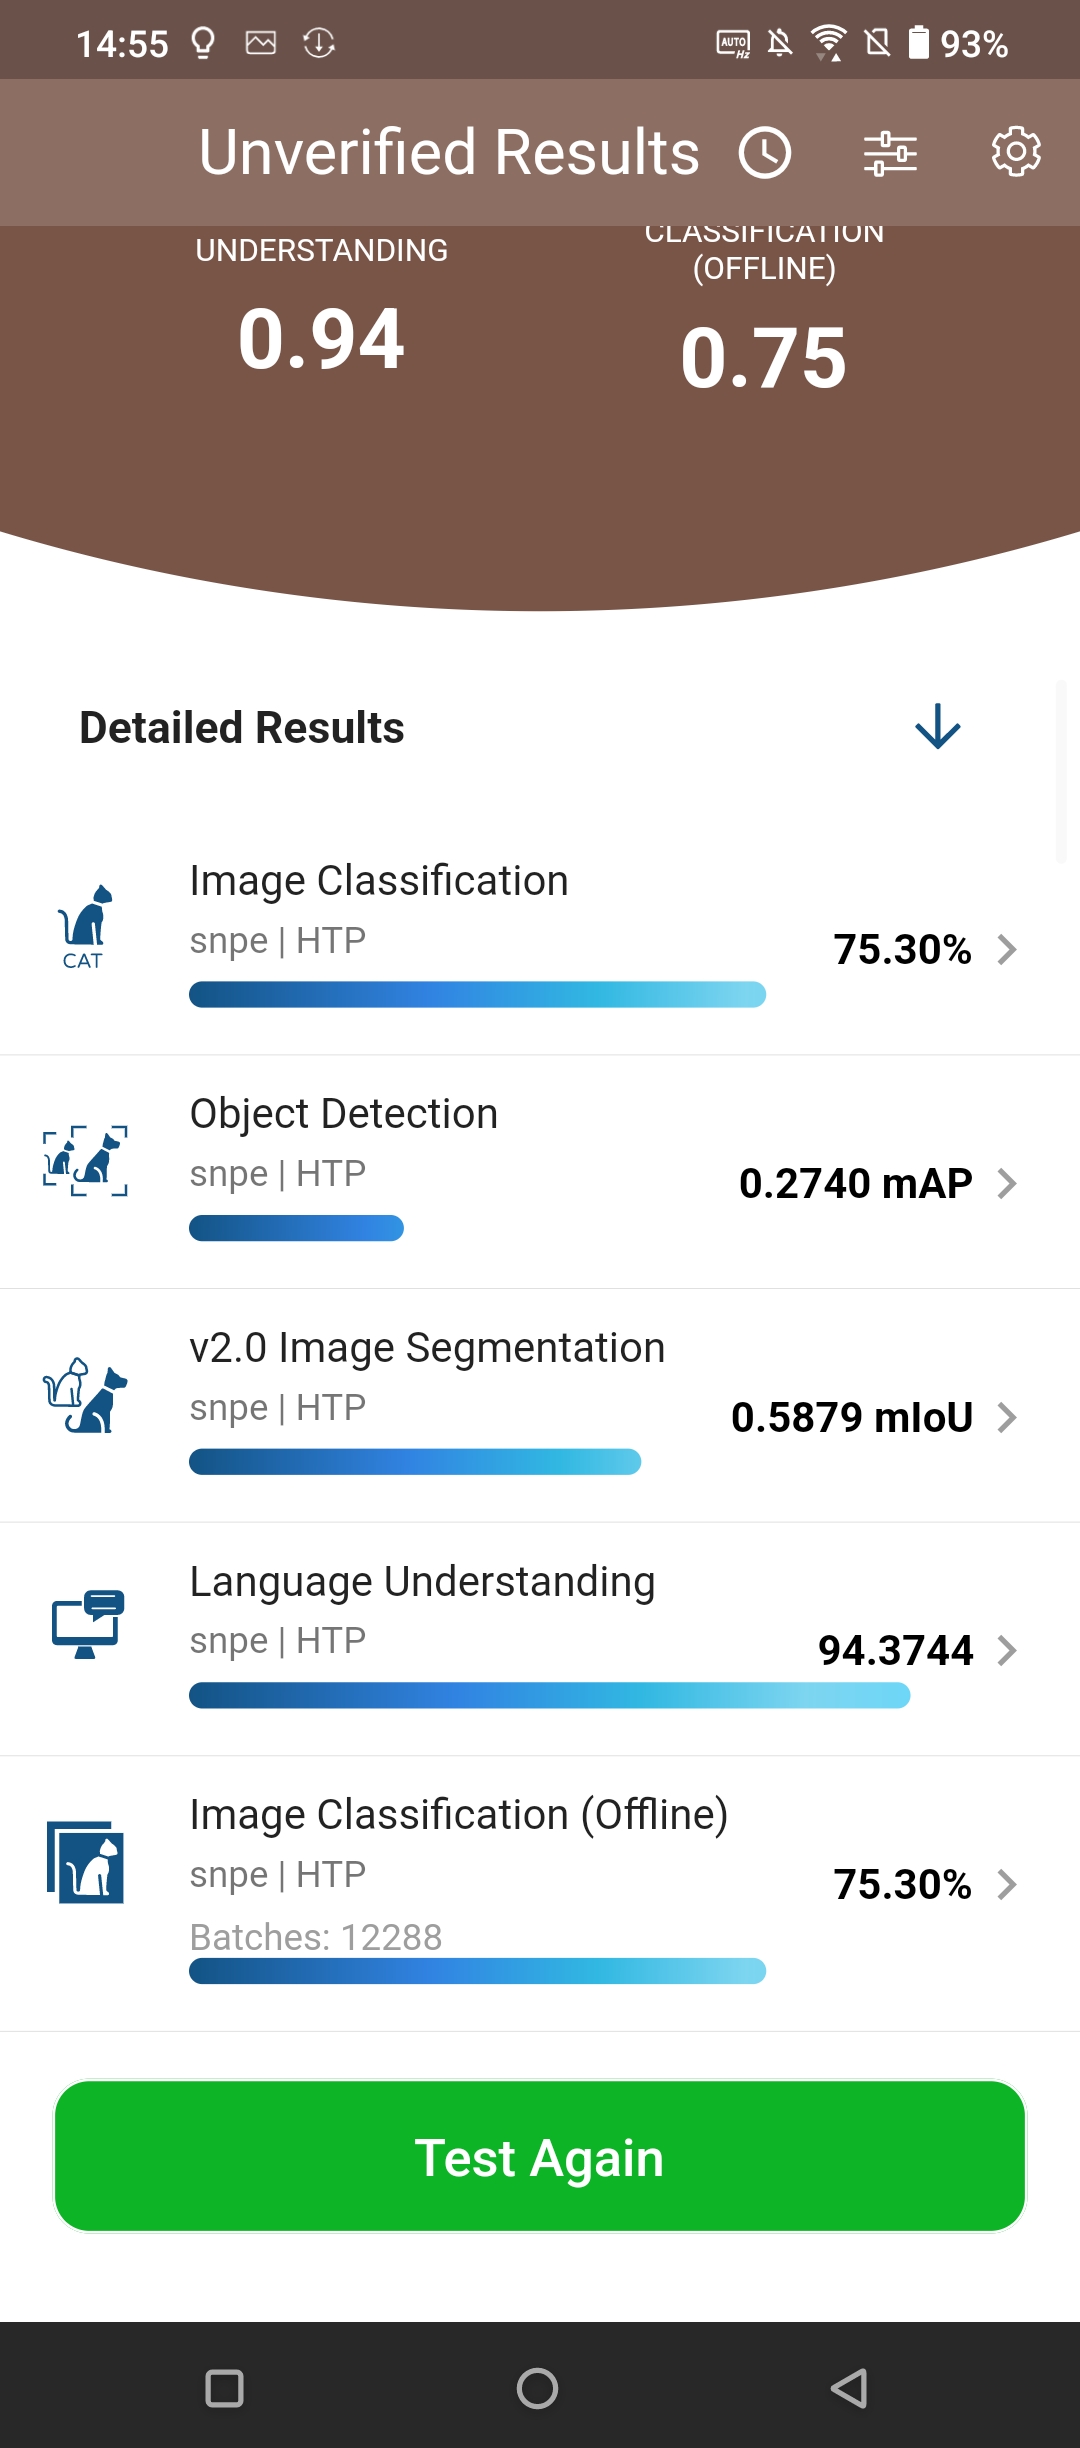 14:55
AUTO
Hz
93%
Unverified Results
UNDERSTANDING
CLASSIFICATION
(OFFLINE)
0.94
0.75
Detailed Results
Image Classification
snpe | HTP
75.30%
CAT
Object Detection
snpe | HTP
0.2740 mAP
v2.0 Image Segmentation
snpe | HTP
0.5879 mIoU
Language Understanding
snpe | HTP
94.3744
Image Classification (Offline)
snpe | HTP
75.30%
Batches: 12288
Test Again